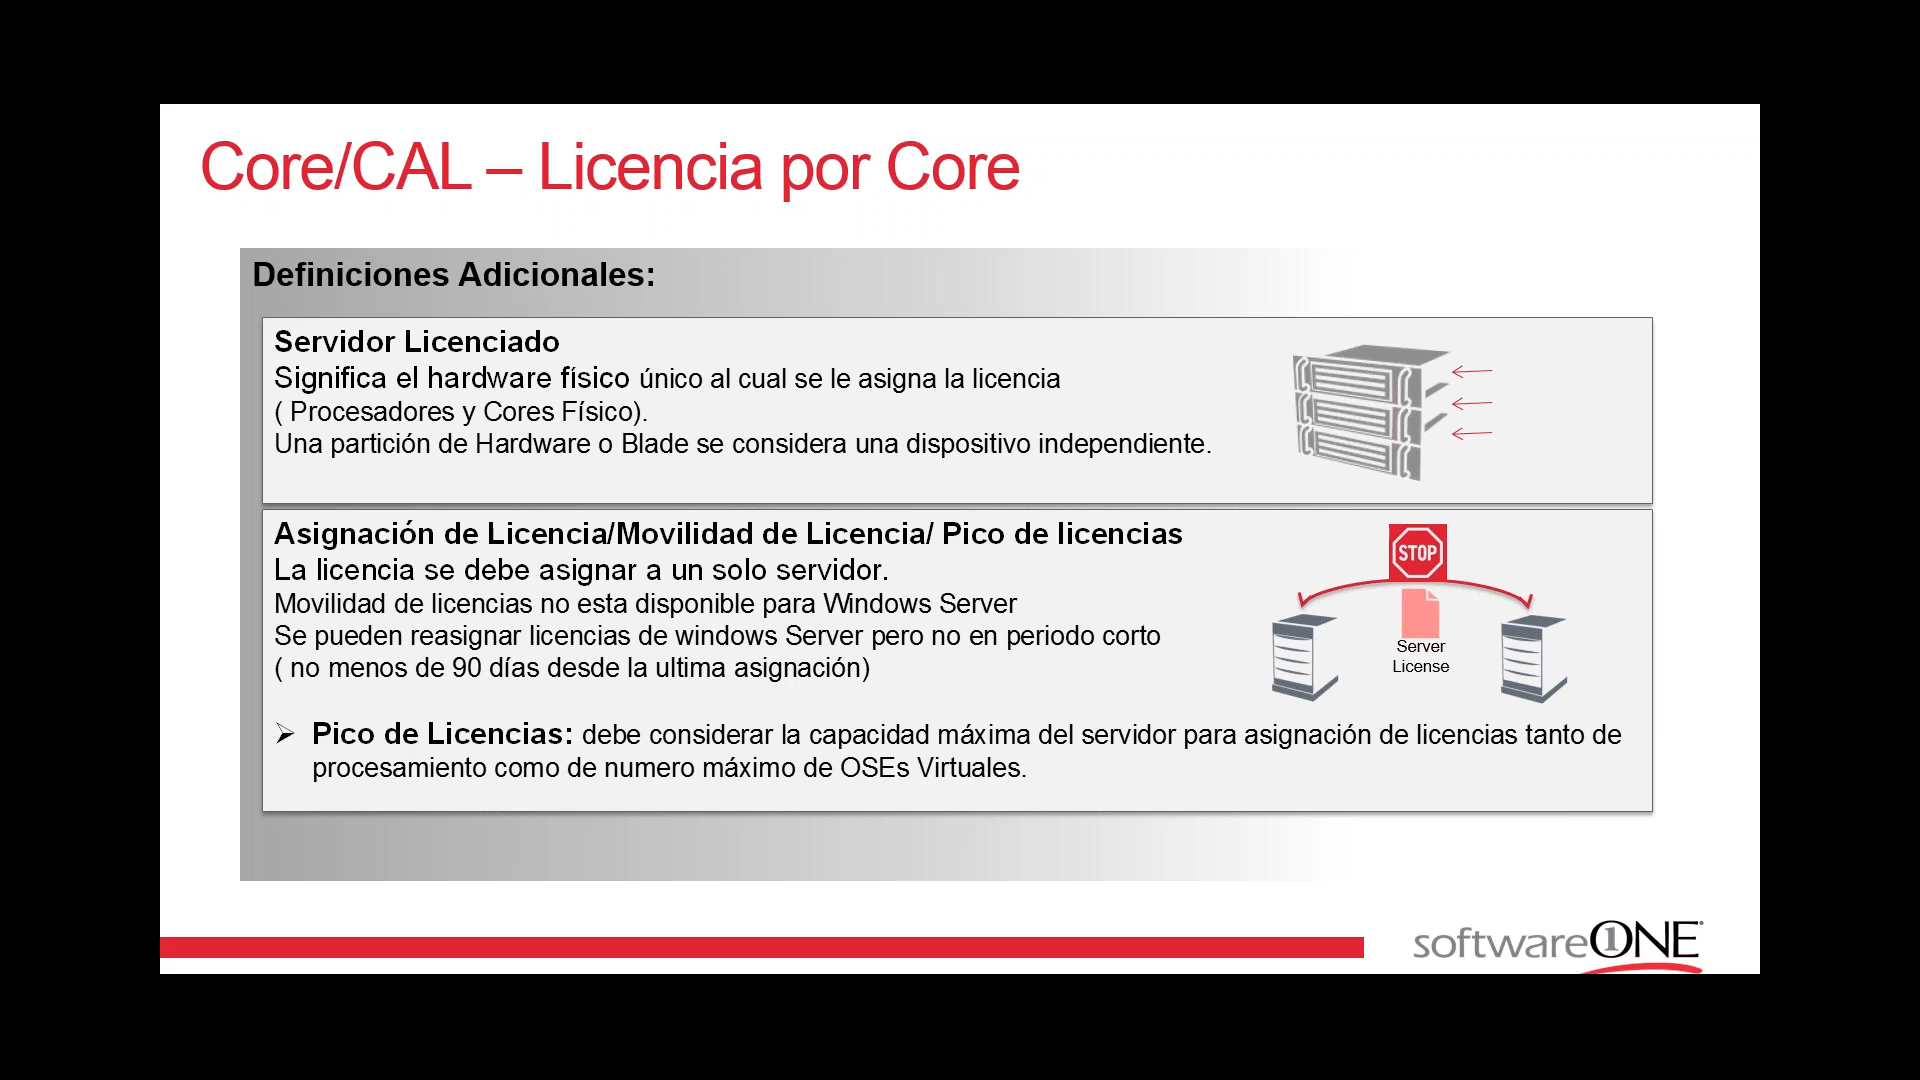 Core/CAL – Licencia por Core
Definiciones Adicionales:
Servidor Licenciado
Significa el hardware físico único al cual se le asigna la licencia
( Procesadores y Cores Físico).
Una partición de Hardware o Blade se considera una dispositivo independiente.
Asignación de Licencia/Movilidad de Licencia/ Pico de licencias
La licencia se debe asignar a un solo servidor.
Movilidad de licencias no esta disponible para Windows Server
Se pueden reasignar licencias de windows Server pero no en periodo corto
( no menos de 90 días desde la ultima asignación)
STOP
Server
License
➢ Pico de Licencias: debe considerar la capacidad máxima del servidor para asignación de licencias tanto de
procesamiento como de numero máximo de OSEs Virtuales.
softwareONE